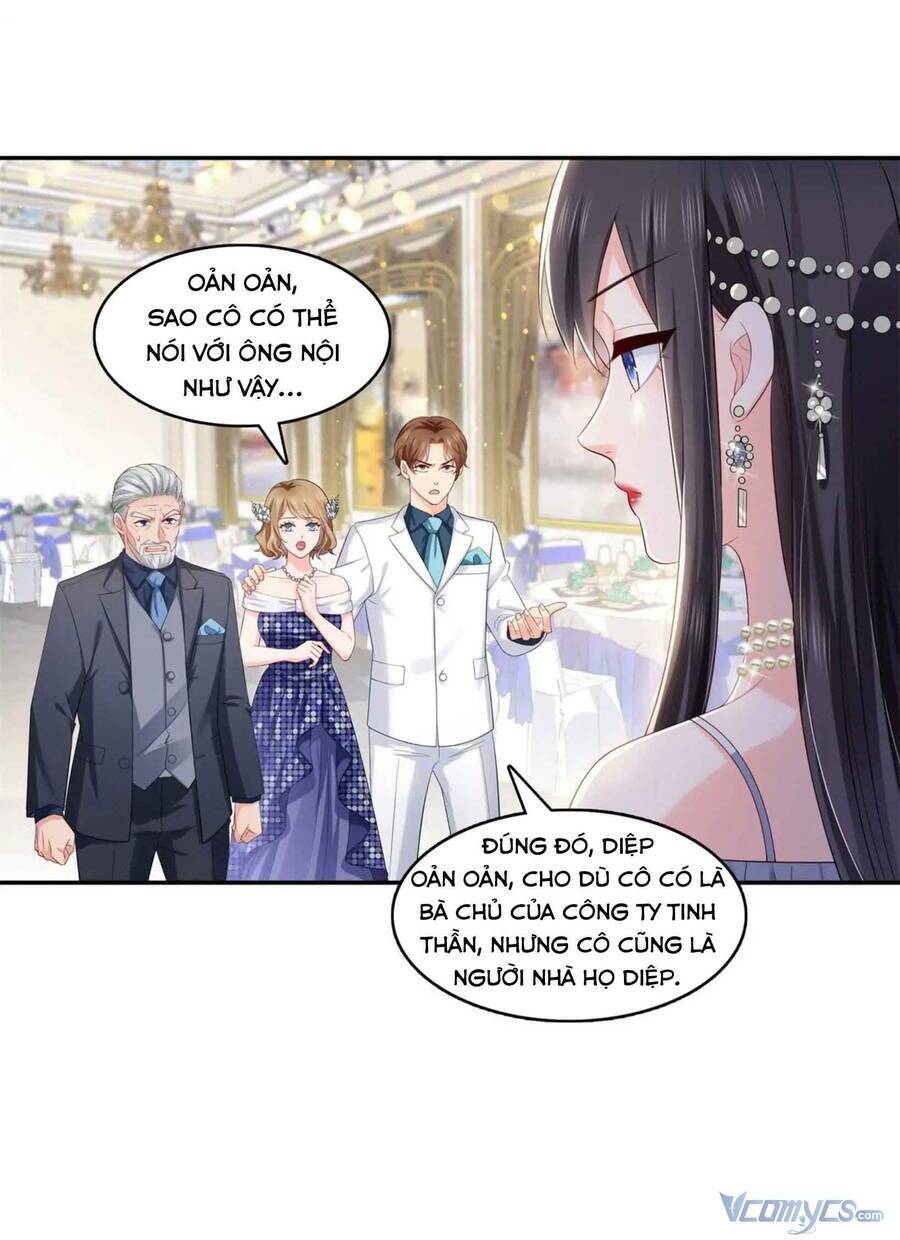 OẢN OẢN,
SAO CÔ CÓ THỂ
NÓI VỚI ÔNG NỘI
NHƯ VẬY...
ĐÚNG ĐÓ, DIỆP
OẢN OẢN, CHO DÙ CÔ CÓ LÀ
BÀ CHỦ CỦA CÔNG TY TINH
THẦN, NHƯNG CÔ CŨNG LÀ
NGƯỜI NHÀ HỌ DIỆP.
VCOMYCS.com